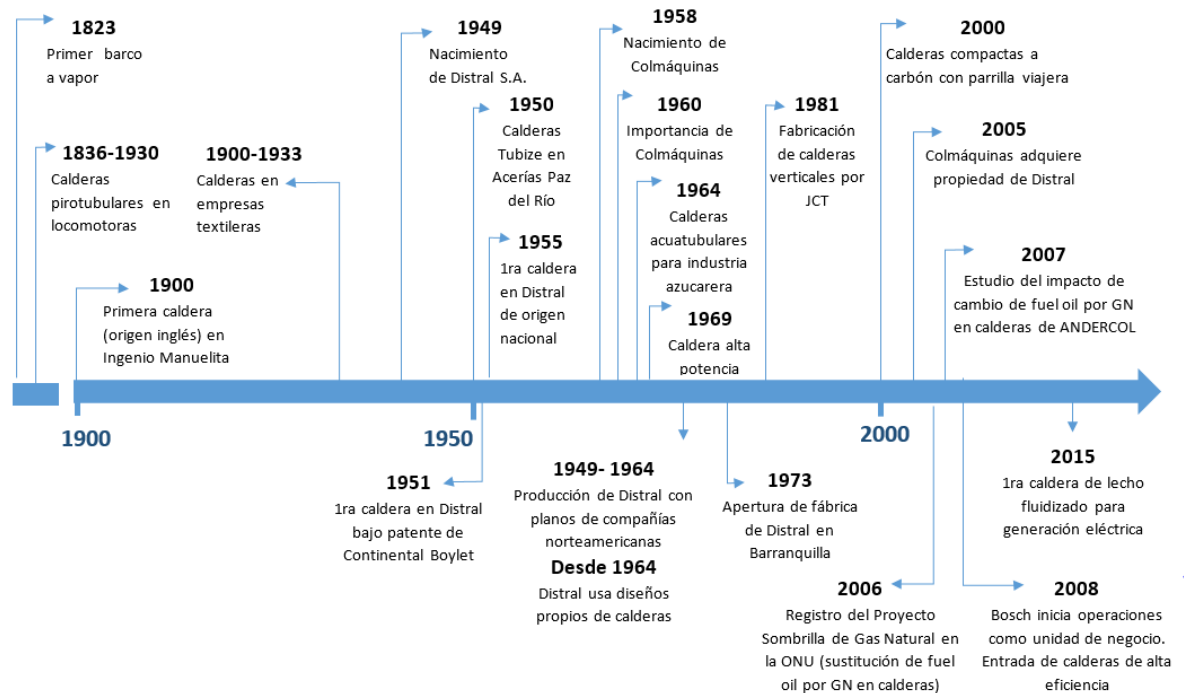 1823
Primer barco
a vapor
1836-1930
Calderas
pirotubulares en
locomotoras
1900-1933
Calderas en
empresas
textileras
1900
Primera caldera
(origen inglés) en
Ingenio Manuelita
1949
Nacimiento
de Distral S.A.
1950
Calderas
Tubize en
Acerías Paz
del Río
1955
1ra caldera
en Distral
de origen
nacional
1958
Nacimiento de
Colmáquinas
1960
Importancia de
Colmáquinas
1964
Calderas
acuatubulares
para industria
azucarera
1969
Caldera alta
potencia
1981
Fabricación
de calderas
verticales por
JCT
2000
Calderas compactas a
carbón con parrilla viajera
2005
Colmáquinas adquiere
propiedad de Distral
2007
Estudio del impacto de
cambio de fuel oil por GN
en calderas de ANDERCOL
1900
1950
2000
1951
1ra caldera en Distral
bajo patente de
Continental Boylet
1949- 1964
Producción de Distral con
planos de compañías
norteamericanas
Desde 1964
Distral usa diseños
propios de calderas
1973
Apertura de fábrica
de Distral en
Barranquilla
2006
Registro del Proyecto
Sombrilla de Gas Natural en
la ONU (sustitución de fuel
oil por GN en calderas)
2015
1ra caldera de lecho
fluidizado para
generación eléctrica
2008
Bosch inicia operaciones
como unidad de negocio.
Entrada de calderas de alta
eficiencia